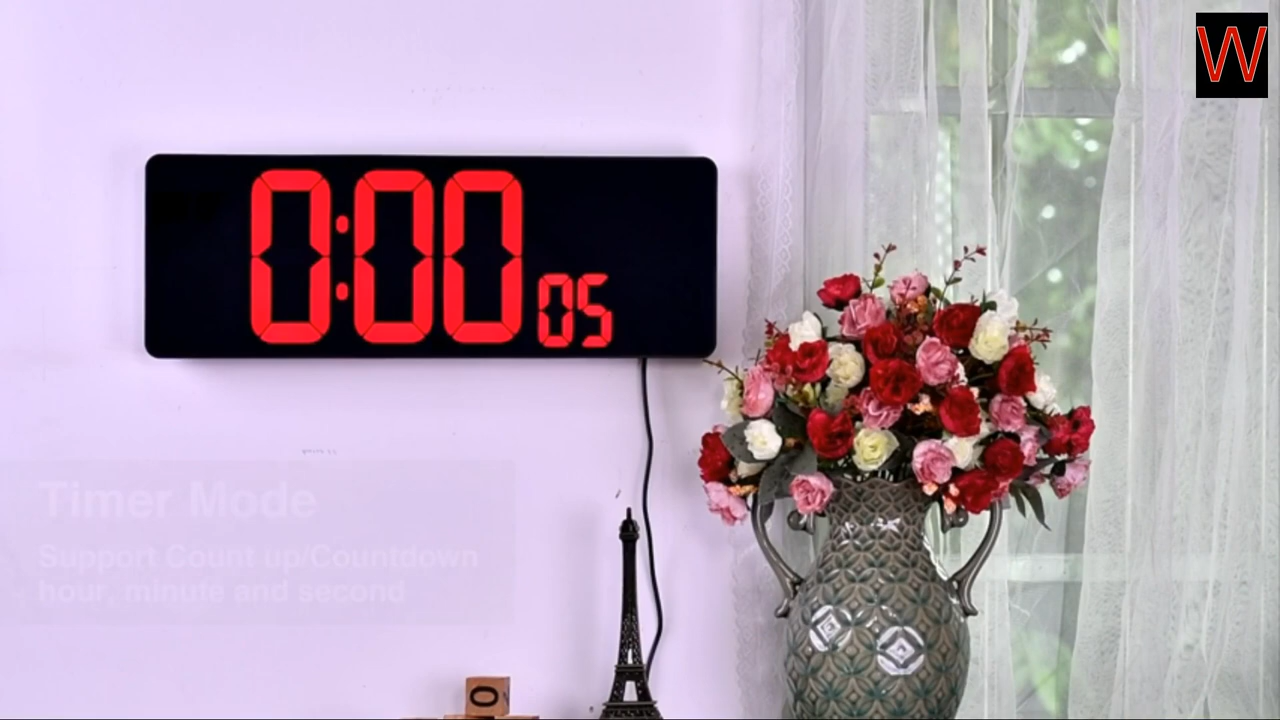 W
0:00 05
Timer Mode
Support Count up/Countdown
hour, minute and second
0